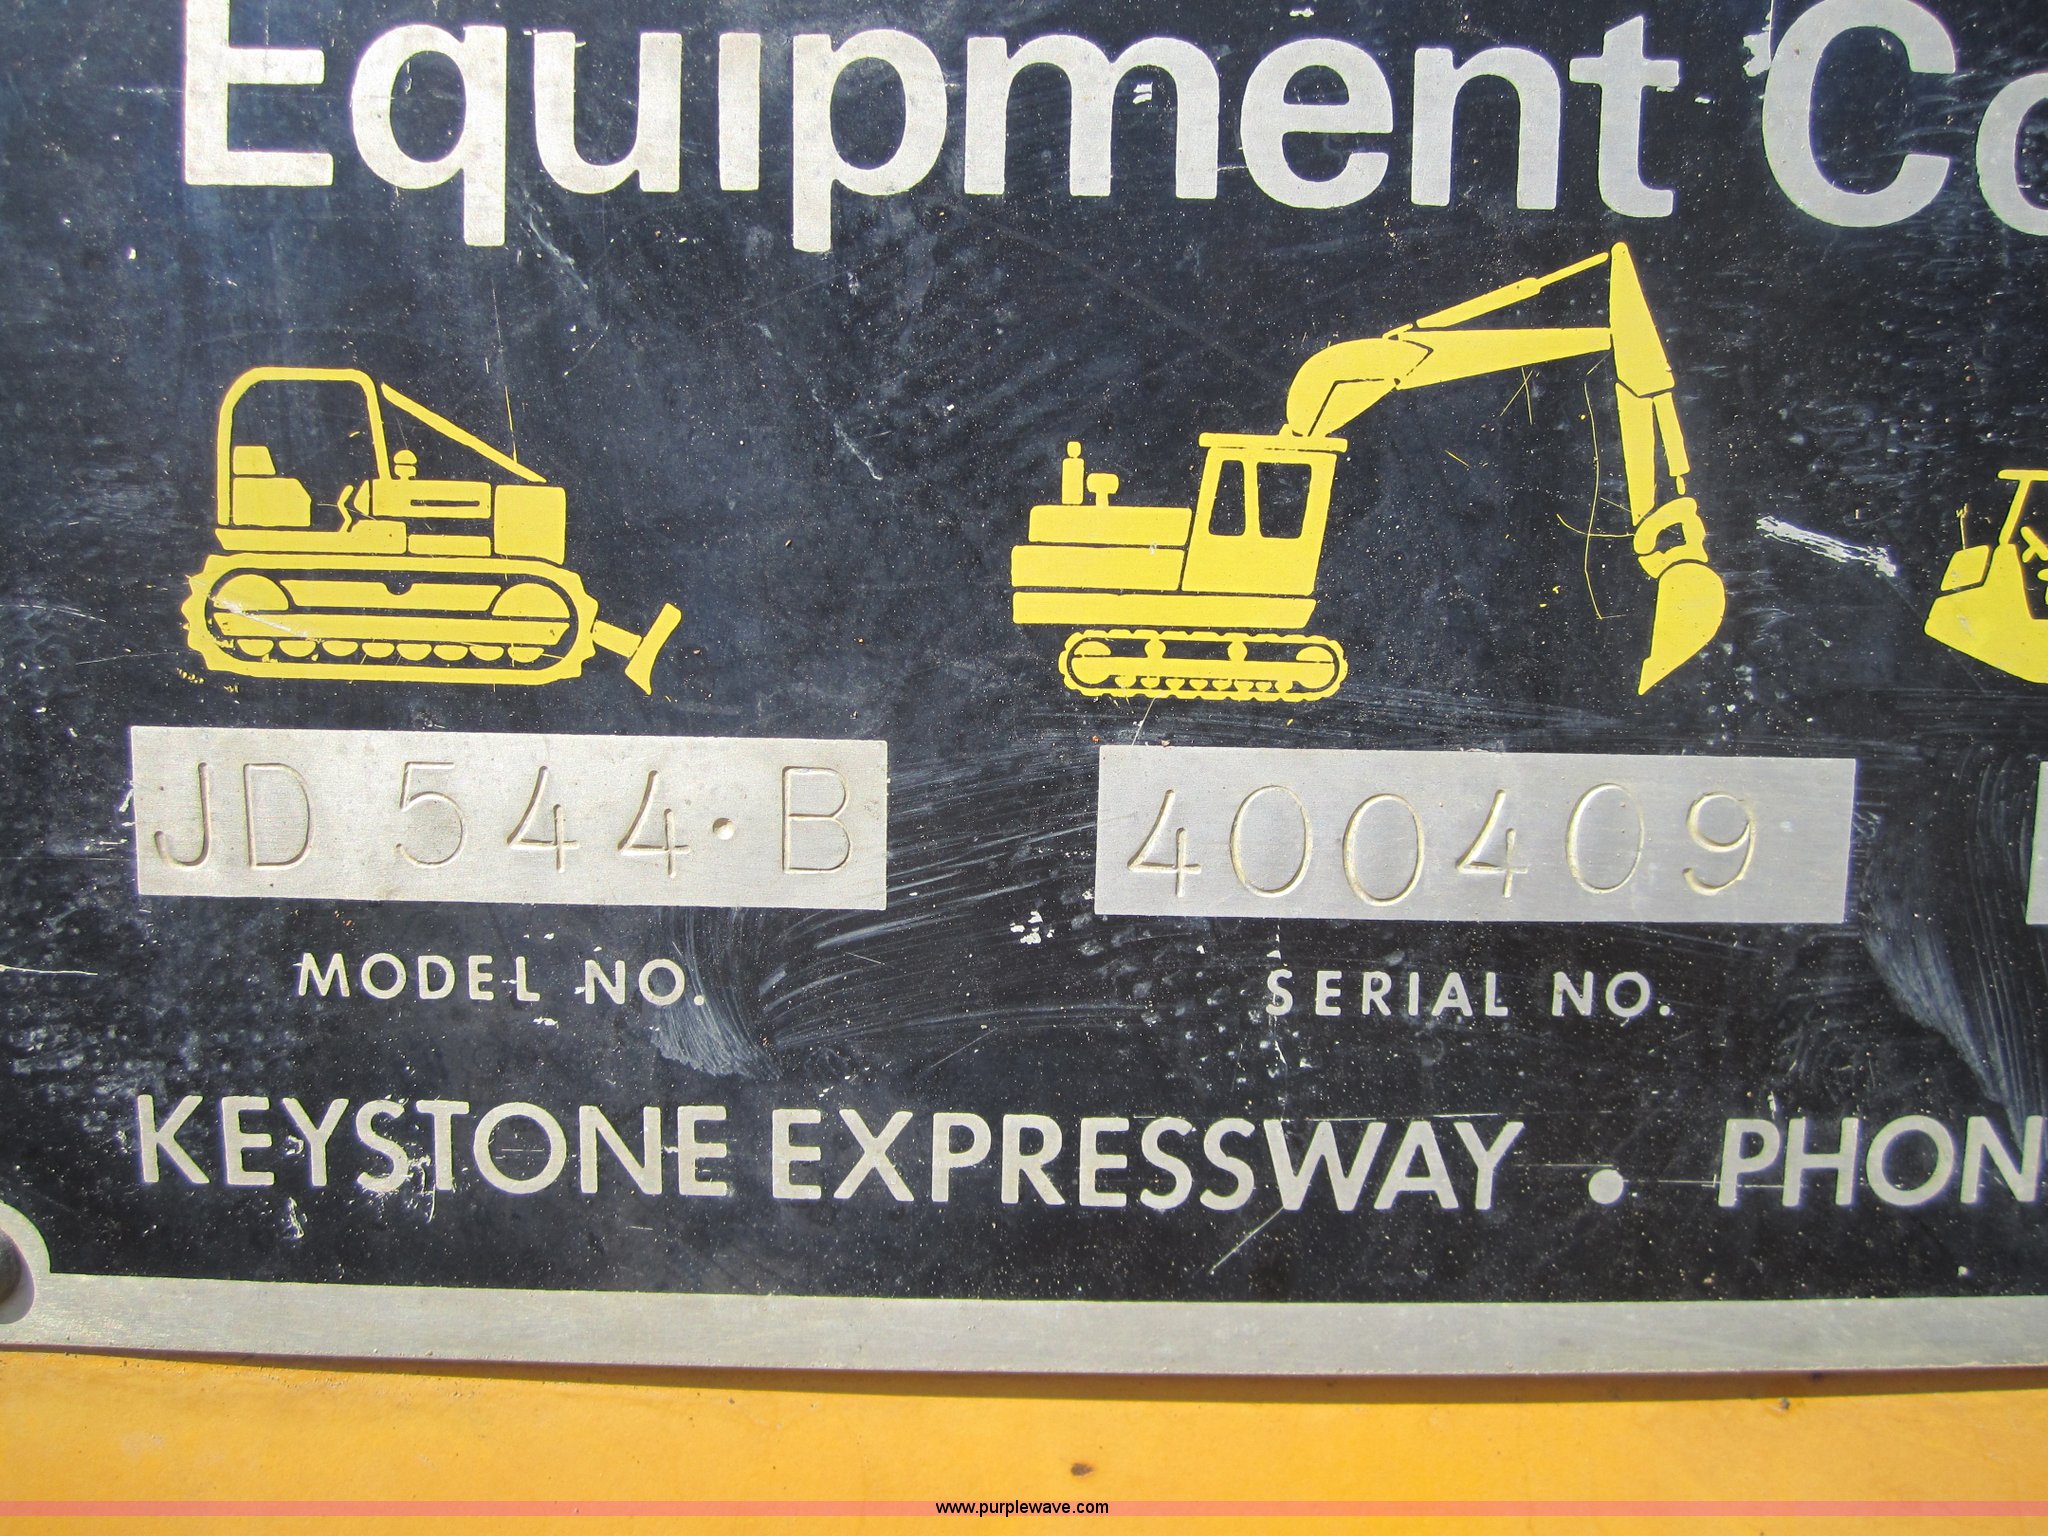 Equipment Co
JD 544·B
400409
MODEL NO.
SERIAL NO.
KEYSTONE EXPRESSWAY • PHON
www.purplewave.com